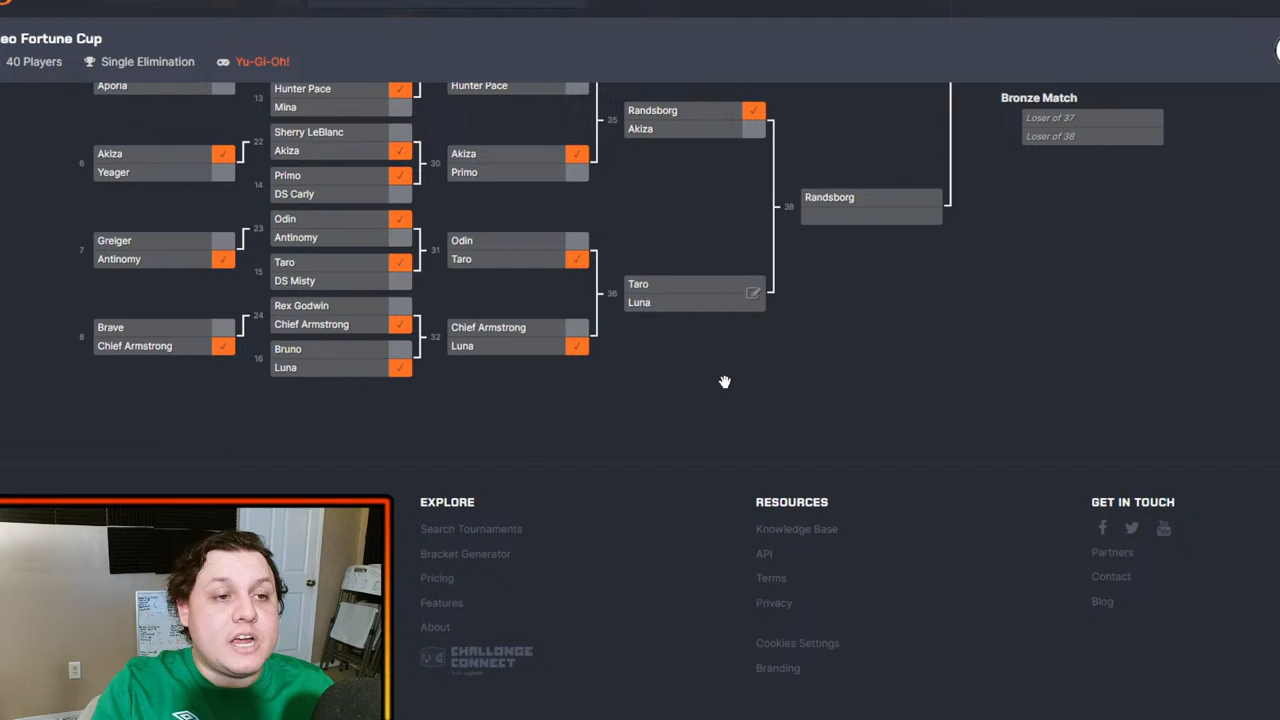 eo Fortune Cup
40 Players Single Elimination Yu-Gi-Oh!
Aporia
13
Hunter Pace
Mina
Hunter Pace
35
Randsborg
Akiza
Bronze Match
Loser of 37
Loser of 38
6
Akiza
Yeager
22
Sherry LeBlanc
Akiza
14
Primo
DS Carly
30
Akiza
Primo
38
Randsborg
7
Greiger
Antinomy
23
Odin
Antinomy
15
Taro
DS Misty
31
Odin
Taro
36
Taro
Luna
8
Brave
Chief Armstrong
24
Rex Godwin
Chief Armstrong
16
Bruno
Luna
32
Chief Armstrong
Luna
EXPLORE
Search Tournaments
Bracket Generator
Pricing
Features
About
CHALLONGE
CONNECT
RESOURCES
Knowledge Base
API
Terms
Privacy
Cookies Settings
Branding
GET IN TOUCH
Partners
Contact
Blog